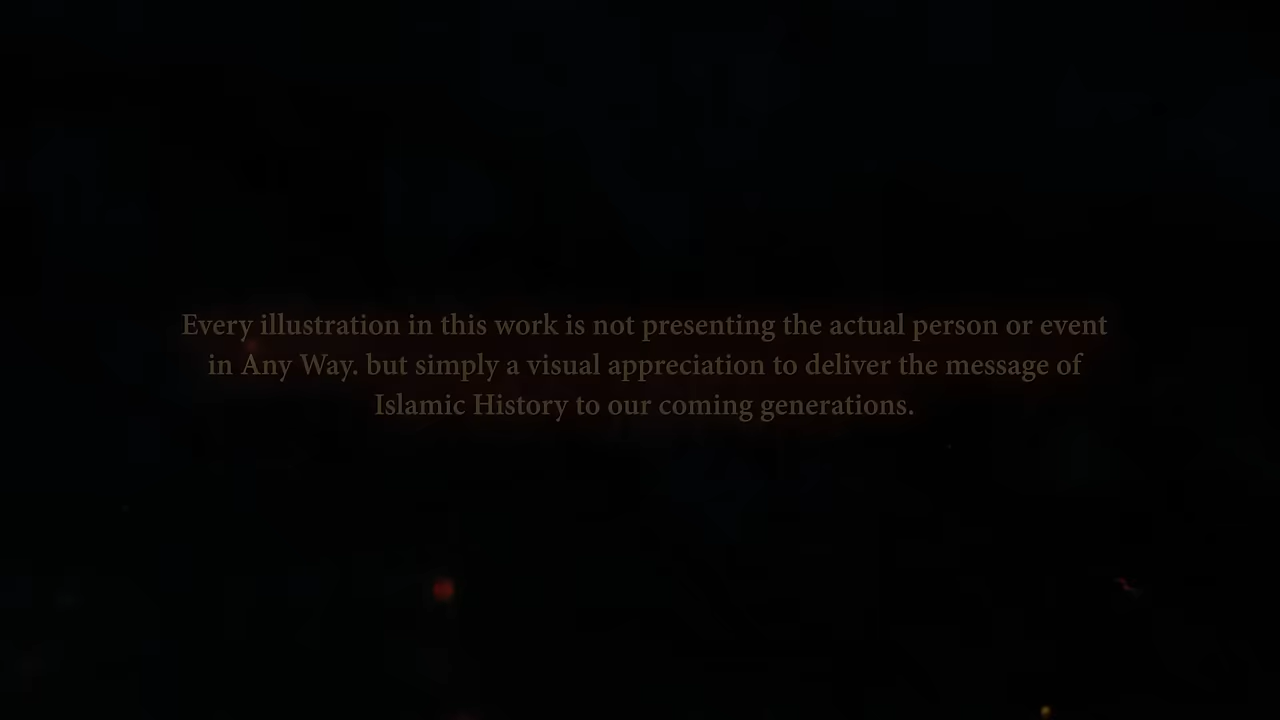 Every illustration in this work is not presenting the actual person or event
in Any Way. but simply a visual appreciation to deliver the message of
Islamic History to our coming generations.